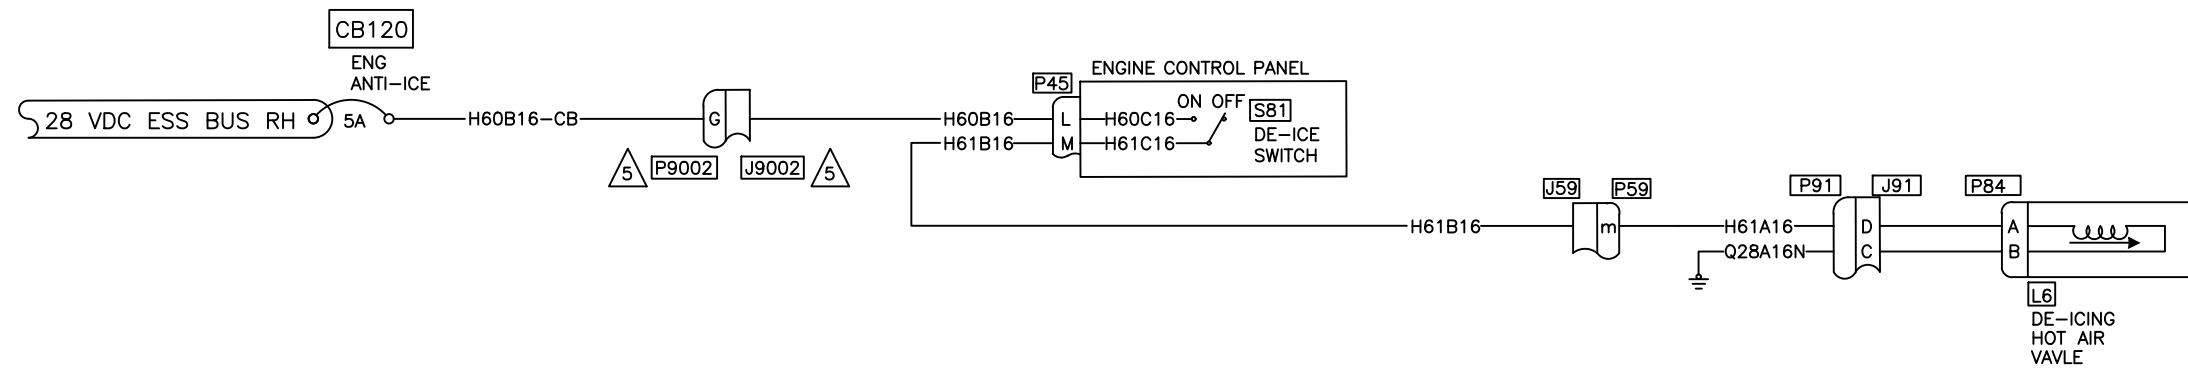 CB120
ENG
ANTI-ICE
28 VDC ESS BUS RH
5A
H60B16-CB
G
5
P9002
J9002
5
H60B16
H61B16
P45
L
M
ENGINE CONTROL PANEL
H60C16
H61C16
ON OFF
S81
DE-ICE
SWITCH
H61B16
J59
P59
m
H61A16
Q28A16N
P91
J91
D
C
P84
A
B
L6
DE-ICING
HOT AIR
VAVLE